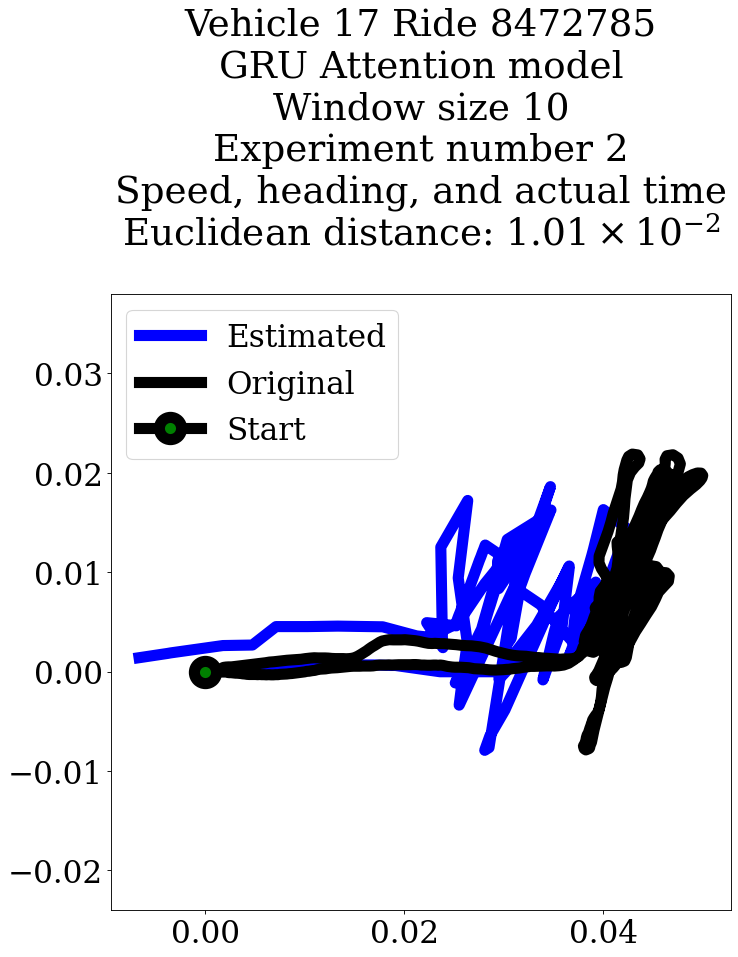 Vehicle 17 Ride 8472785
GRU Attention model
Window size 10
Experiment number 2
Speed, heading, and actual time
Euclidean distance: 1.01 × 10⁻²
Estimated
Original
Start
0.03
0.02
0.01
0.00
−0.01
−0.02
0.00 0.02 0.04